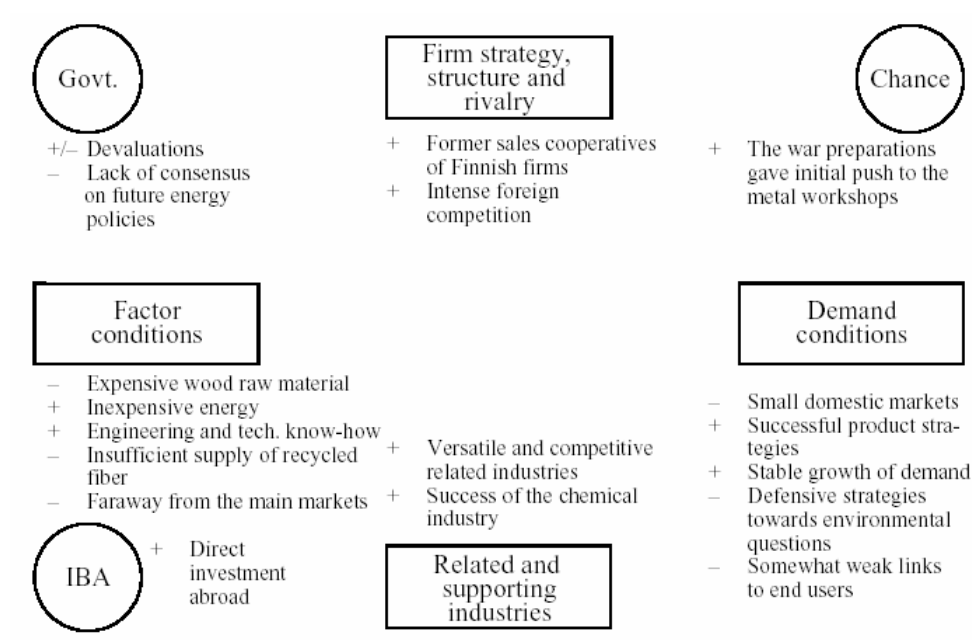 Govt.
+/– Devaluations
– Lack of consensus
on future energy
policies
Firm strategy,
structure and
rivalry
+ Former sales cooperatives
of Finnish firms
+ Intense foreign
competition
Chance
+ The war preparations
gave initial push to the
metal workshops
Factor
conditions
– Expensive wood raw material
+ Inexpensive energy
+ Engineering and tech. know-how
– Insufficient supply of recycled
fiber
– Faraway from the main markets
Demand
conditions
– Small domestic markets
+ Successful product stra-
tegies
+ Stable growth of demand
– Defensive strategies
towards environmental
questions
– Somewhat weak links
to end users
+ Versatile and competitive
related industries
+ Success of the chemical
industry
Related and
supporting
industries
IBA
+ Direct
investment
abroad